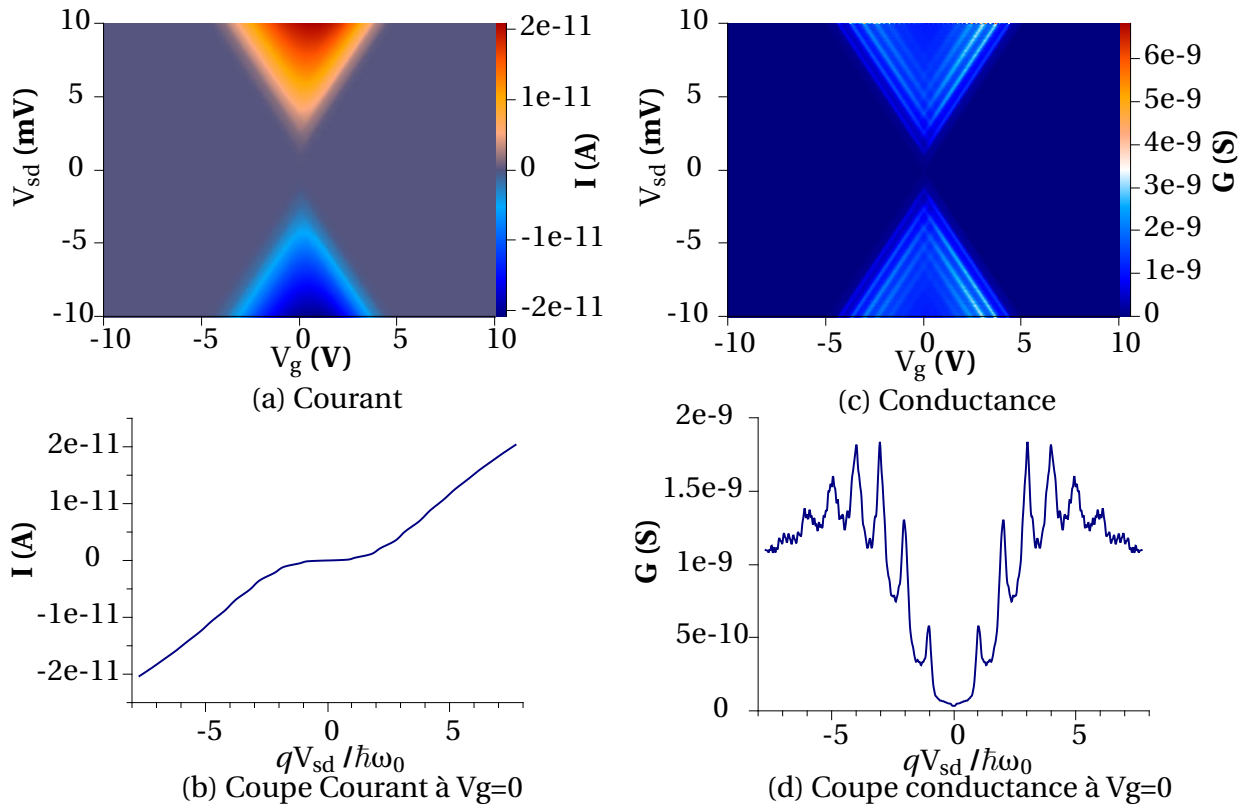 10
5
0
-5
-10
V_sd (mV)
-10
-5
0
5
10
V_g (V)
2e-11
1e-11
0
-1e-11
-2e-11
I (A)
(a) Courant
10
5
0
-5
-10
V_sd (mV)
-10
-5
0
5
10
V_g (V)
6e-9
5e-9
4e-9
3e-9
2e-9
1e-9
0
G (S)
(c) Conductance
2e-11
1e-11
0
-1e-11
-2e-11
I (A)
-5
0
5
qV_sd /ħω_0
(b) Coupe Courant à Vg=0
2e-9
1.5e-9
1e-9
5e-10
0
G (S)
-5
0
5
qV_sd /ħω_0
(d) Coupe conductance à Vg=0